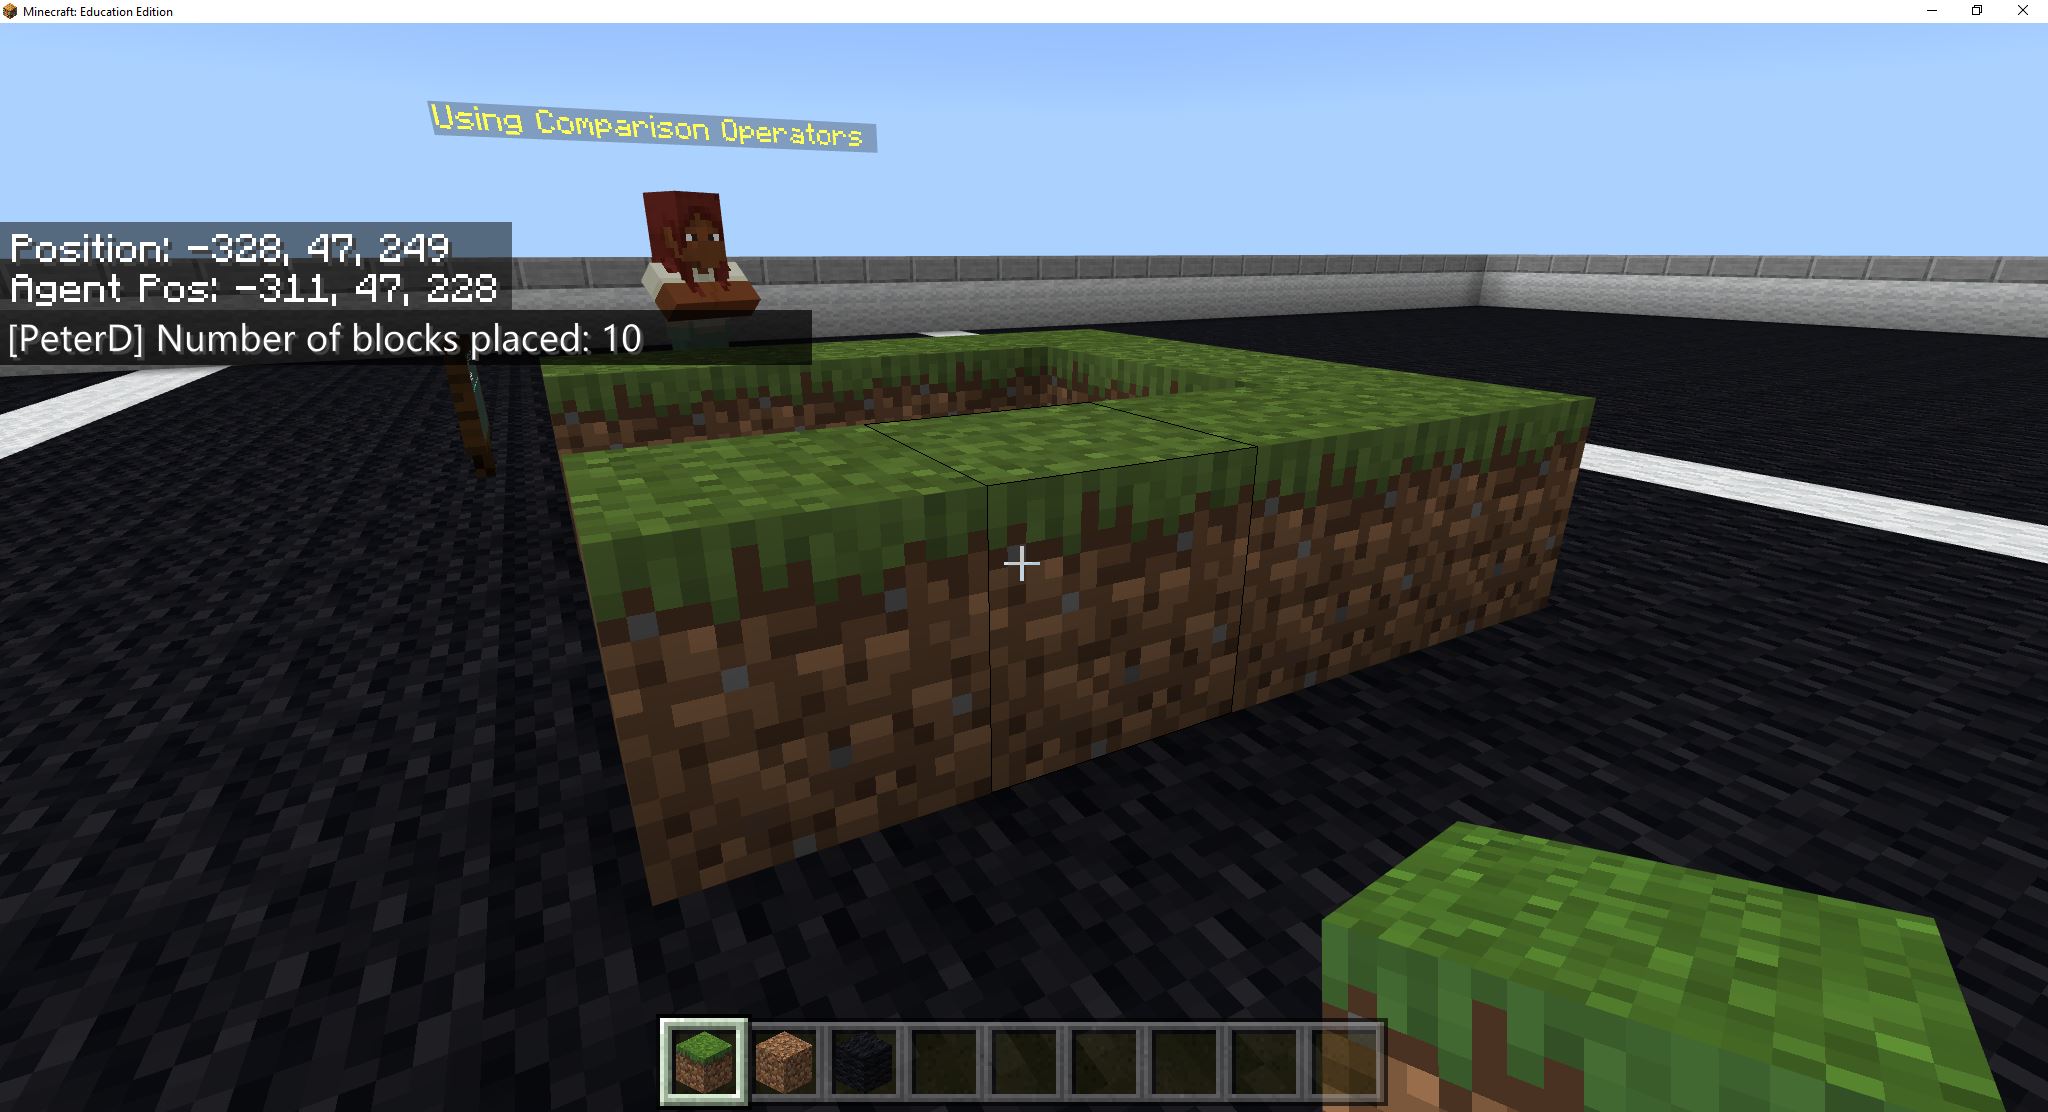 Minecraft: Education Edition
Using Comparison Operators
Position: -328, 47, 249
Agent Pos: -311, 47, 228
[PeterD] Number of blocks placed: 10